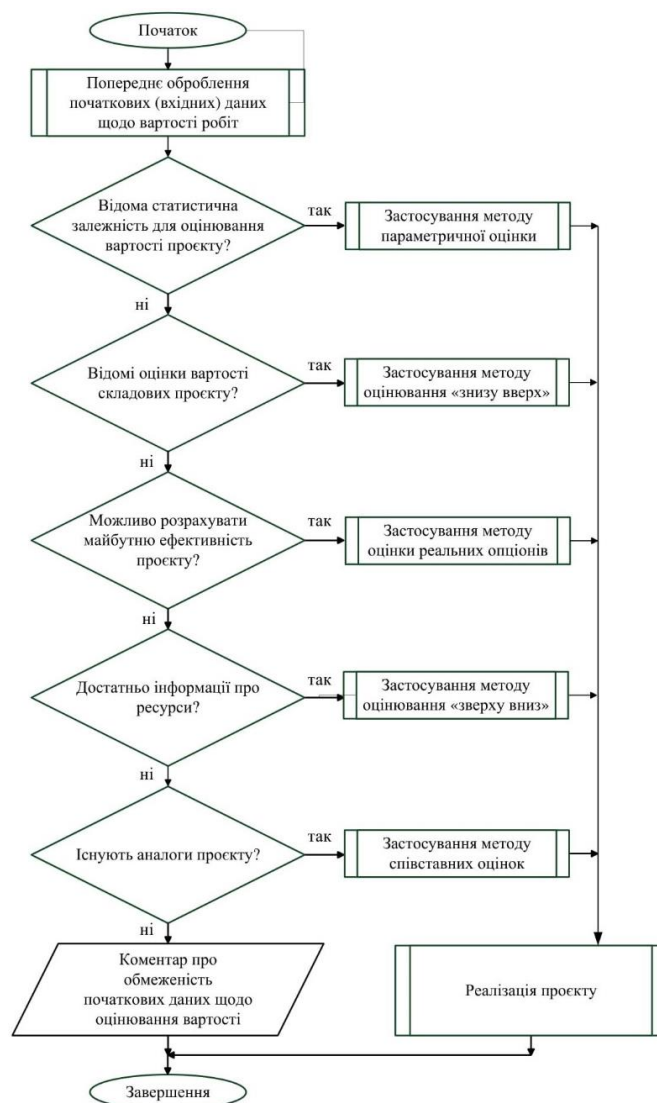 Початок
Попереднє оброблення
початкових (вхідних) даних
щодо вартості робіт
Відома статистична
залежність для оцінювання
вартості проєкту?
так
Застосування методу
параметричної оцінки
ні
Відомі оцінки вартості
складових проєкту?
так
Застосування методу
оцінювання «знизу вверх»
ні
Можливо розрахувати
майбутню ефективність
проєкту?
так
Застосування методу
оцінки реальних опціонів
ні
Достатньо інформації про
ресурси?
так
Застосування методу
оцінювання «зверху вниз»
ні
Існують аналоги проєкту?
так
Застосування методу
співставних оцінок
ні
Коментар про
обмеженість
початкових даних щодо
оцінювання вартості
Реалізація проєкту
Завершення